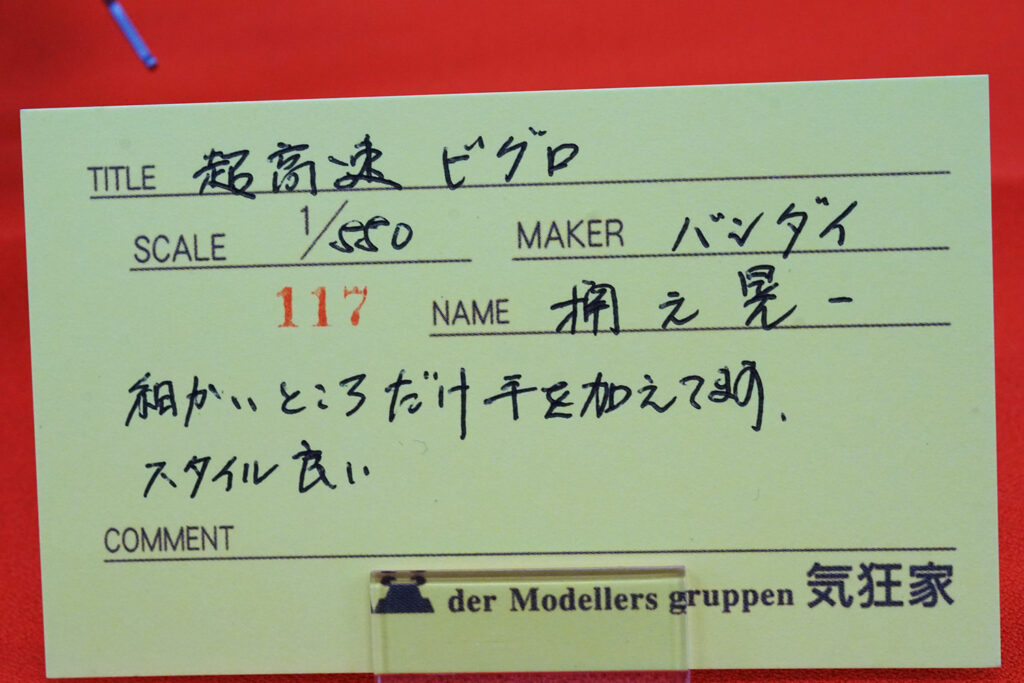 TITLE 超高速 ビグロ
SCALE 1/550 MAKER バンダイ
117 NAME 之 晃一
細かいところだけ手を加えてます.
スタイル良い
COMMENT
der Modellers gruppen 気狂家